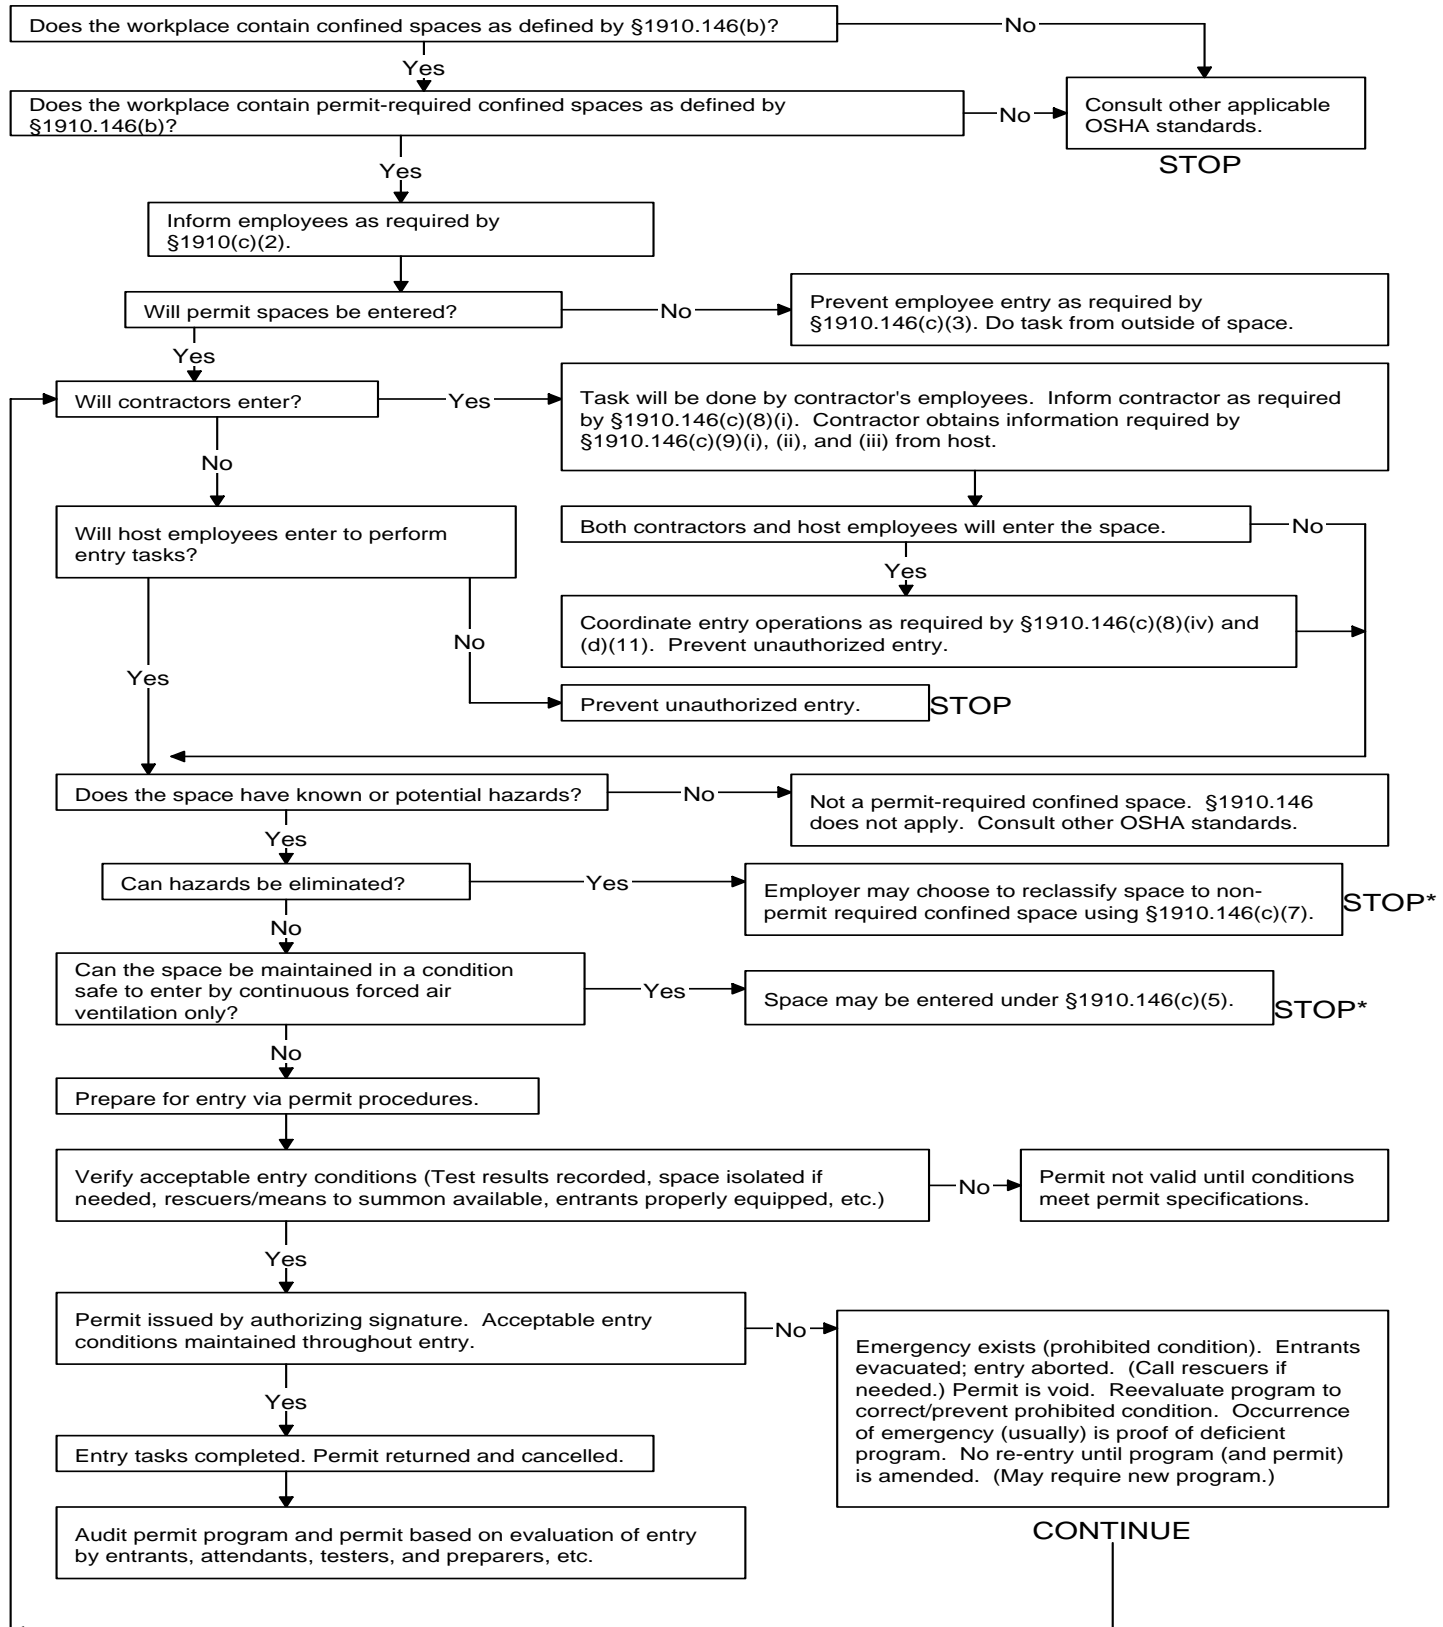 Does the workplace contain confined spaces as defined by §1910.146(b)?
No
Yes
Does the workplace contain permit-required confined spaces as defined by
§1910.146(b)?
No
Consult other applicable
OSHA standards.
STOP
Yes
Inform employees as required by
§1910(c)(2).
Will permit spaces be entered?
No
Prevent employee entry as required by
§1910.146(c)(3). Do task from outside of space.
Yes
Will contractors enter?
Yes
Task will be done by contractor's employees. Inform contractor as required
by §1910.146(c)(8)(i). Contractor obtains information required by
§1910.146(c)(9)(i), (ii), and (iii) from host.
No
Will host employees enter to perform
entry tasks?
Both contractors and host employees will enter the space.
No
Yes
Coordinate entry operations as required by §1910.146(c)(8)(iv) and
(d)(11). Prevent unauthorized entry.
No
Yes
Prevent unauthorized entry.
STOP
Does the space have known or potential hazards?
No
Not a permit-required confined space. §1910.146
does not apply. Consult other OSHA standards.
Yes
Can hazards be eliminated?
Yes
Employer may choose to reclassify space to non-
permit required confined space using §1910.146(c)(7).
STOP*
No
Can the space be maintained in a condition
safe to enter by continuous forced air
ventilation only?
Yes
Space may be entered under §1910.146(c)(5).
STOP*
No
Prepare for entry via permit procedures.
Verify acceptable entry conditions (Test results recorded, space isolated if
needed, rescuers/means to summon available, entrants properly equipped, etc.)
No
Permit not valid until conditions
meet permit specifications.
Yes
Permit issued by authorizing signature. Acceptable entry
conditions maintained throughout entry.
No
Emergency exists (prohibited condition). Entrants
evacuated; entry aborted. (Call rescuers if
needed.) Permit is void. Reevaluate program to
correct/prevent prohibited condition. Occurrence
of emergency (usually) is proof of deficient
program. No re-entry until program (and permit)
is amended. (May require new program.)
Yes
Entry tasks completed. Permit returned and cancelled.
Audit permit program and permit based on evaluation of entry
by entrants, attendants, testers, and preparers, etc.
CONTINUE